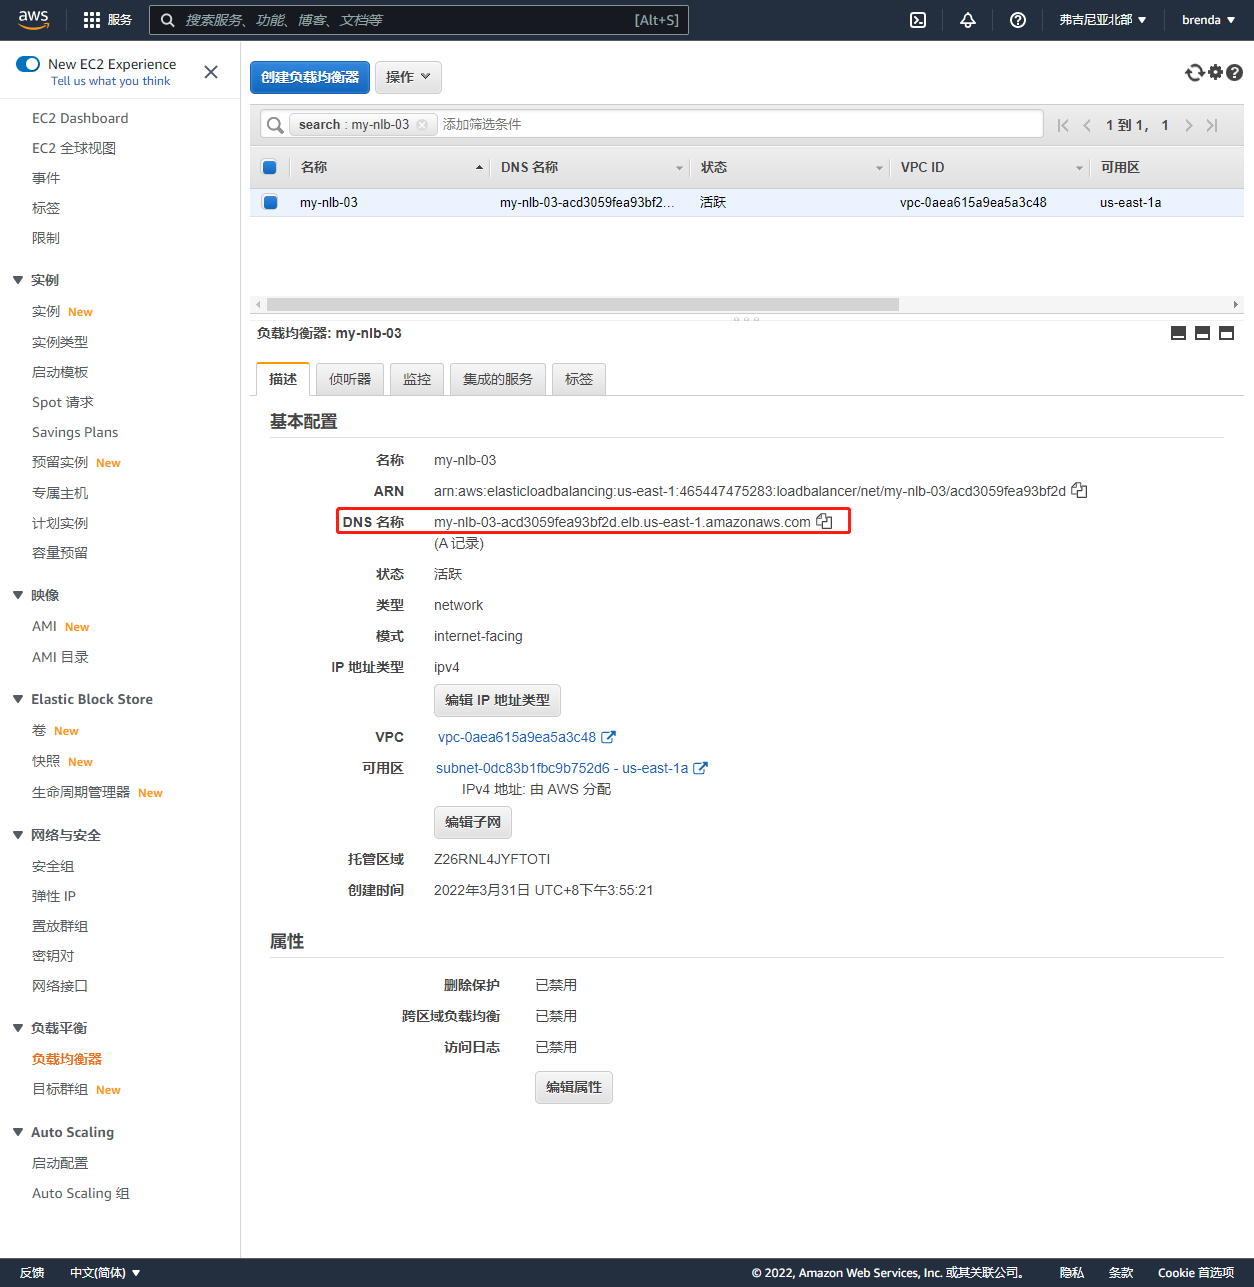 aws 服务 搜索服务、功能、博客、文档等 [Alt+S] 弗吉尼亚北部 brenda
New EC2 Experience
Tell us what you think
EC2 Dashboard
EC2 全球视图
事件
标签
限制
实例
实例 New
实例类型
启动模板
Spot 请求
Savings Plans
预留实例 New
专属主机
计划实例
容量预留
映像
AMI New
AMI 目录
Elastic Block Store
卷 New
快照 New
生命周期管理器 New
网络与安全
安全组
弹性 IP
置放群组
密钥对
网络接口
负载平衡
负载均衡器
目标群组 New
Auto Scaling
启动配置
Auto Scaling 组
创建负载均衡器 操作
search : my-nlb-03 添加筛选条件 1 到 1， 1
名称 DNS 名称 状态 VPC ID 可用区
my-nlb-03 my-nlb-03-acd3059fea93bf2... 活跃 vpc-0aea615a9ea5a3c48 us-east-1a
负载均衡器: my-nlb-03
描述 侦听器 监控 集成的服务 标签
基本配置
名称 my-nlb-03
ARN arn:aws:elasticloadbalancing:us-east-1:465447475283:loadbalancer/net/my-nlb-03/acd3059fea93bf2d
DNS 名称 my-nlb-03-acd3059fea93bf2d.elb.us-east-1.amazonaws.com
(A 记录)
状态 活跃
类型 network
模式 internet-facing
IP 地址类型 ipv4
编辑 IP 地址类型
VPC vpc-0aea615a9ea5a3c48
可用区 subnet-0dc83b1fbc9b752d6 - us-east-1a
IPv4 地址: 由 AWS 分配
编辑子网
托管区域 Z26RNL4JYFTOTI
创建时间 2022年3月31日 UTC+8下午3:55:21
属性
删除保护 已禁用
跨区域负载均衡 已禁用
访问日志 已禁用
编辑属性
反馈 中文(简体) © 2022, Amazon Web Services, Inc. 或其关联公司。 隐私 条款 Cookie 首选项